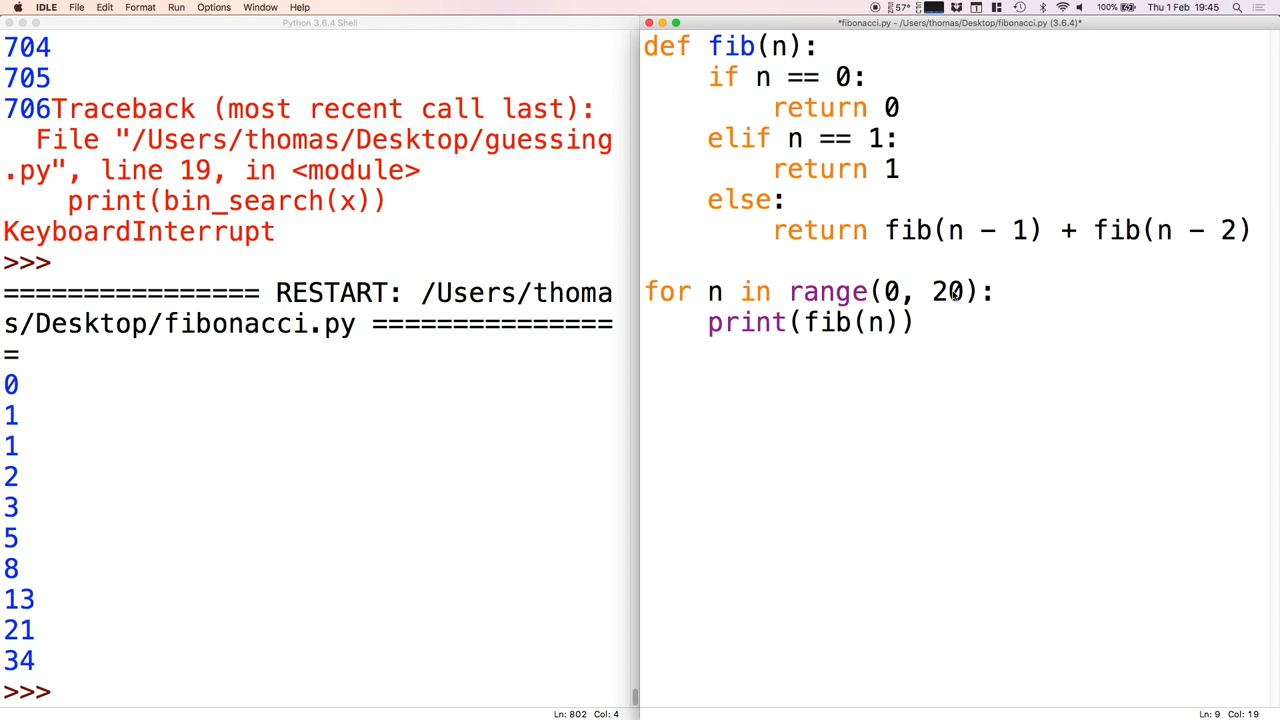 IDLE File Edit Format Run Options Window Help
57° 100% Thu 1 Feb 19:45
Python 3.6.4 Shell
704
705
706Traceback (most recent call last):
  File "/Users/thomas/Desktop/guessing
.py", line 19, in <module>
    print(bin_search(x))
KeyboardInterrupt
>>>
================ RESTART: /Users/thoma
s/Desktop/fibonacci.py ===============
=
0
1
1
2
3
5
8
13
21
34
>>>
Ln: 802 Col: 4
*fibonacci.py - /Users/thomas/Desktop/fibonacci.py (3.6.4)*
def fib(n):
    if n == 0:
        return 0
    elif n == 1:
        return 1
    else:
        return fib(n - 1) + fib(n - 2)
for n in range(0, 20):
    print(fib(n))
Ln: 9 Col: 19